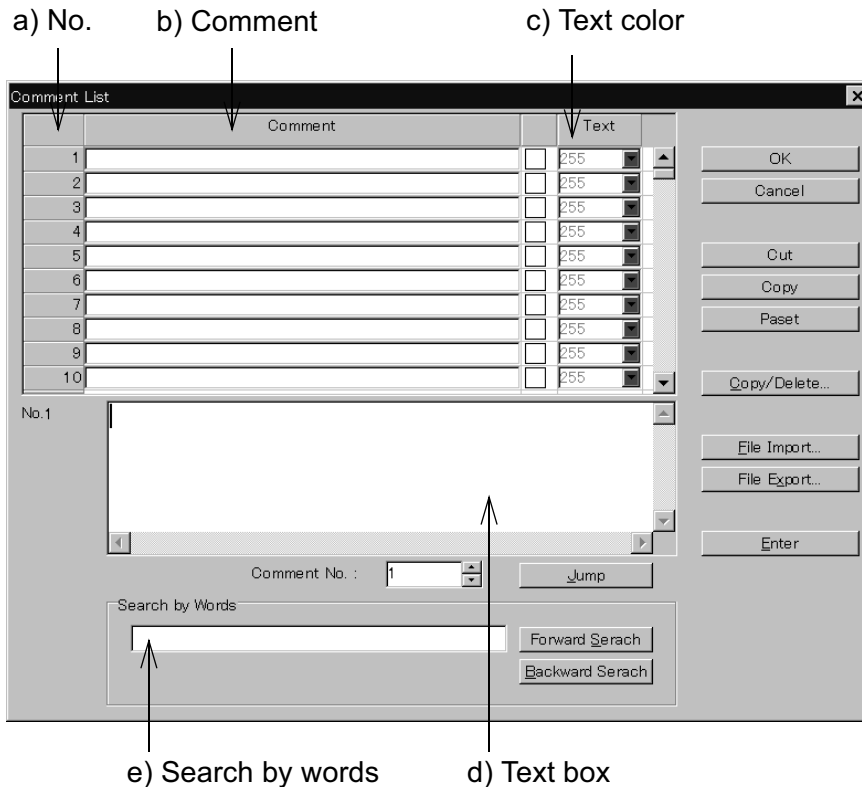 a) No. b) Comment c) Text color
Comment List
Comment Text
1 255
2 255
3 255
4 255
5 255
6 255
7 255
8 255
9 255
10 255
OK
Cancel
Cut
Copy
Paset
Copy/Delete...
No.1
File Import...
File Export...
Enter
Comment No. : 1 Jump
Search by Words
Forward Serach
Backward Serach
e) Search by words d) Text box